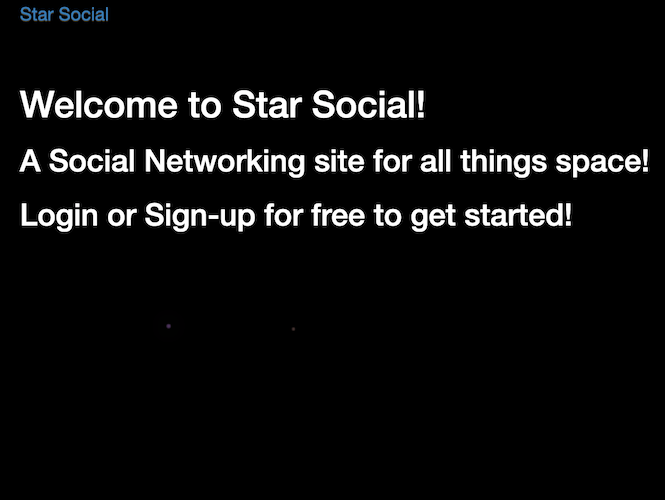 Star Social
Welcome to Star Social!
A Social Networking site for all things space!
Login or Sign-up for free to get started!